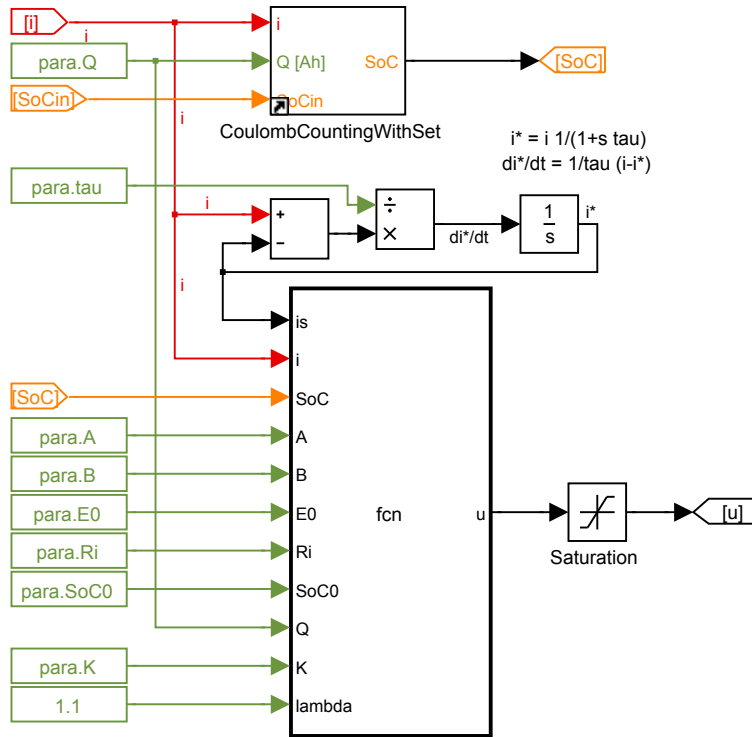 [i]
i
i
para.Q
Q [Ah]
SoC
[SoC]
[SoCin]
SoCin
i
CoulombCountingWithSet
i* = i 1/(1+s tau)
di*/dt = 1/tau (i-i*)
para.tau
i
+
−
÷
×
di*/dt
1
s
i*
i
is
i
[SoC]
SoC
para.A
A
para.B
B
para.E0
E0
fcn
u
[u]
para.Ri
Ri
Saturation
para.SoC0
SoC0
Q
para.K
K
1.1
lambda